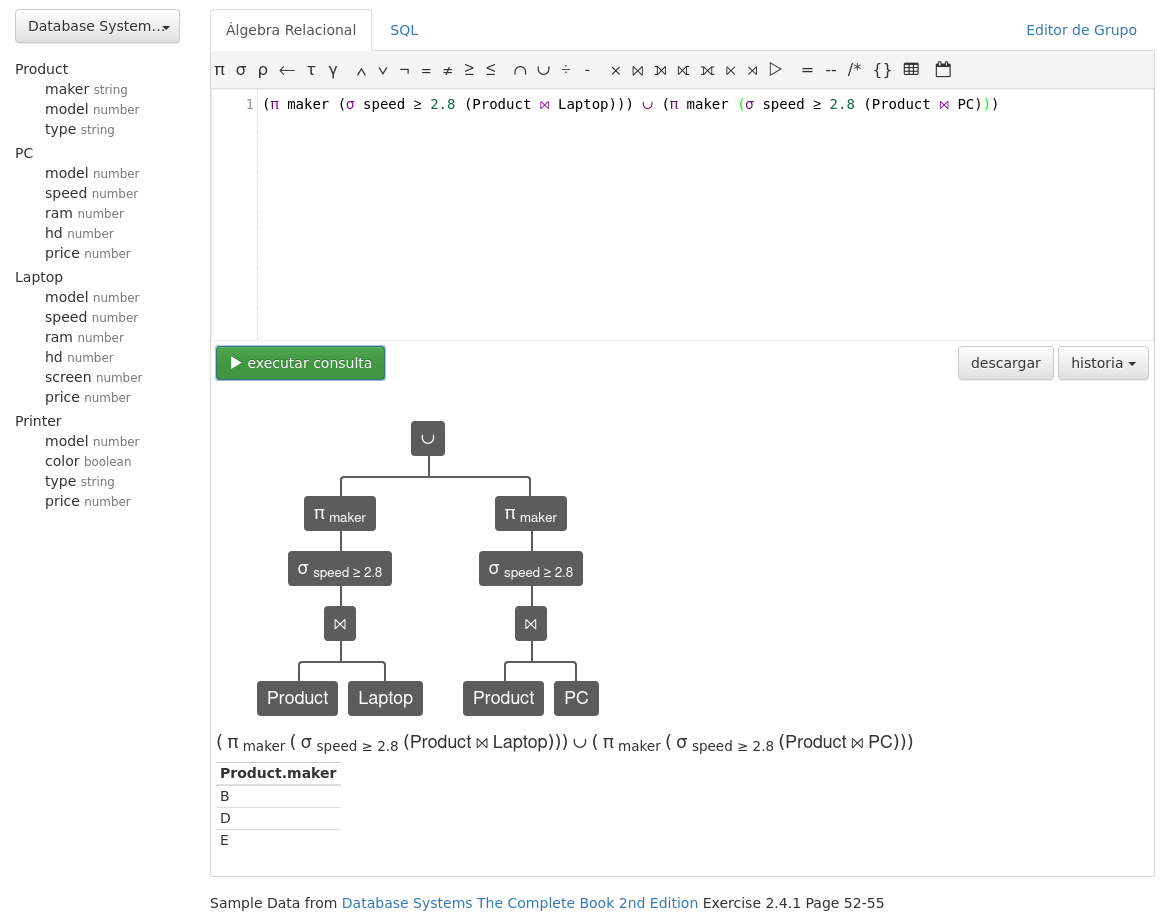 Database System...
Product
maker string
model number
type string
PC
model number
speed number
ram number
hd number
price number
Laptop
model number
speed number
ram number
hd number
screen number
price number
Printer
model number
color boolean
type string
price number
Álgebra Relacional
SQL
Editor de Grupo
π σ ρ ← τ γ ∧ ∨ ¬ = ≠ ≥ ≤ ∩ ∪ ÷ - × ⋈ ⟕ ⟖ ⟗ ⋉ ⋊ ▷ = -- /* {}
1 (π maker (σ speed ≥ 2.8 (Product ⋈ Laptop))) ∪ (π maker (σ speed ≥ 2.8 (Product ⋈ PC)))
executar consulta
descargar
historia
∪
π maker
π maker
σ speed ≥ 2.8
σ speed ≥ 2.8
⋈
⋈
Product
Laptop
Product
PC
( π maker ( σ speed ≥ 2.8 (Product ⋈ Laptop))) ∪ ( π maker ( σ speed ≥ 2.8 (Product ⋈ PC)))
Product.maker
B
D
E
Sample Data from Database Systems The Complete Book 2nd Edition Exercise 2.4.1 Page 52-55